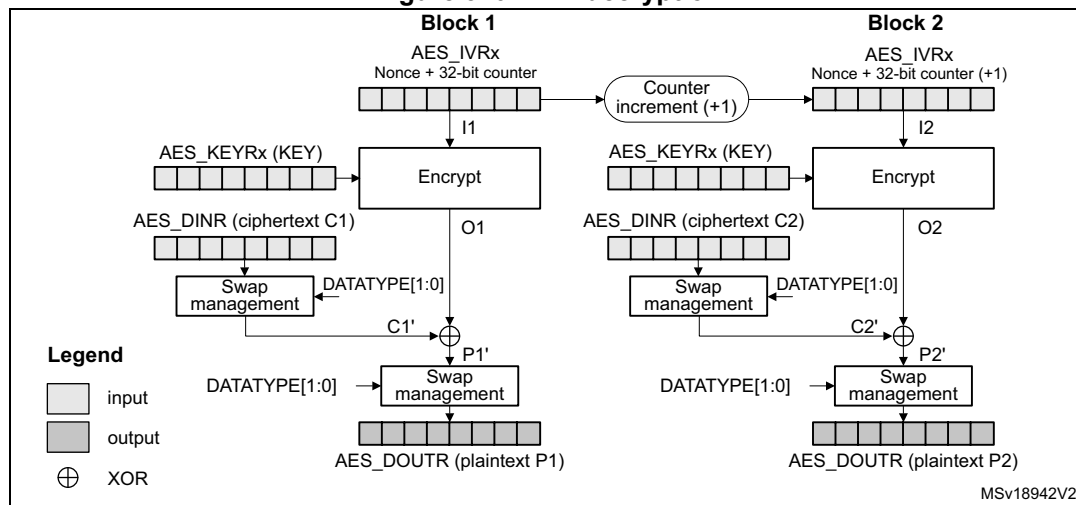 Block 1
Block 2
AES_IVRx
Nonce + 32-bit counter
AES_IVRx
Nonce + 32-bit counter (+1)
Counter
increment (+1)
I1
I2
AES_KEYRx (KEY)
Encrypt
AES_KEYRx (KEY)
Encrypt
AES_DINR (ciphertext C1)
O1
AES_DINR (ciphertext C2)
O2
Swap
management
DATATYPE[1:0]
Swap
management
DATATYPE[1:0]
C1'
C2'
Legend
P1'
P2'
input
DATATYPE[1:0]
Swap
management
DATATYPE[1:0]
Swap
management
output
AES_DOUTR (plaintext P1)
AES_DOUTR (plaintext P2)
XOR
MSv18942V2